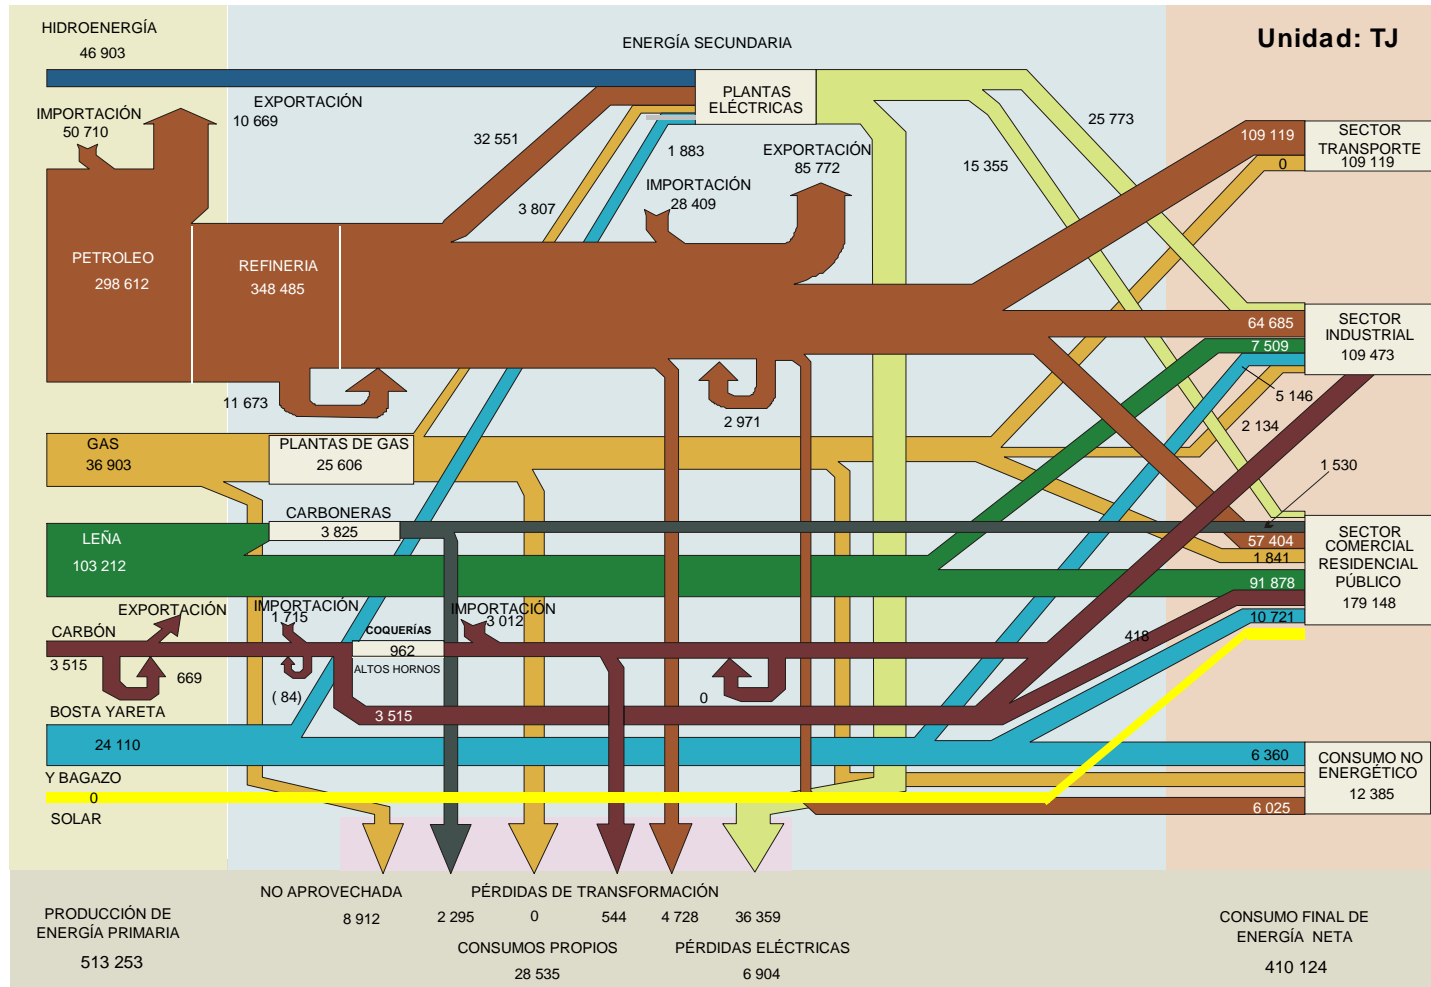 HIDROENERGÍA
46 903
ENERGÍA SECUNDARIA
Unidad: TJ
IMPORTACIÓN
50 710
EXPORTACIÓN
10 669
PLANTAS
ELÉCTRICAS
32 551
1 883
3 807
EXPORTACIÓN
85 772
IMPORTACIÓN
28 409
25 773
15 355
109 119
0
SECTOR
TRANSPORTE
109 119
PETROLEO
298 612
REFINERIA
348 485
64 685
7 509
SECTOR
INDUSTRIAL
109 473
11 673
2 971
5 146
2 134
GAS
36 903
PLANTAS DE GAS
25 606
1 530
CARBONERAS
3 825
LEÑA
103 212
57 404
1 841
91 878
10 721
SECTOR
COMERCIAL
RESIDENCIAL
PÚBLICO
179 148
EXPORTACIÓN
IMPORTACIÓN
1 715
IMPORTACIÓN
3 012
CARBÓN
3 515
669
( 84)
COQUERÍAS
962
ALTOS HORNOS
418
0
3 515
BOSTA YARETA
24 110
Y BAGAZO
0
SOLAR
6 360
6 025
CONSUMO NO
ENERGÉTICO
12 385
NO APROVECHADA
8 912
PÉRDIDAS DE TRANSFORMACIÓN
2 295
0
544
4 728
36 359
PRODUCCIÓN DE
ENERGÍA PRIMARIA
513 253
CONSUMOS PROPIOS
28 535
PÉRDIDAS ELÉCTRICAS
6 904
CONSUMO FINAL DE
ENERGÍA NETA
410 124